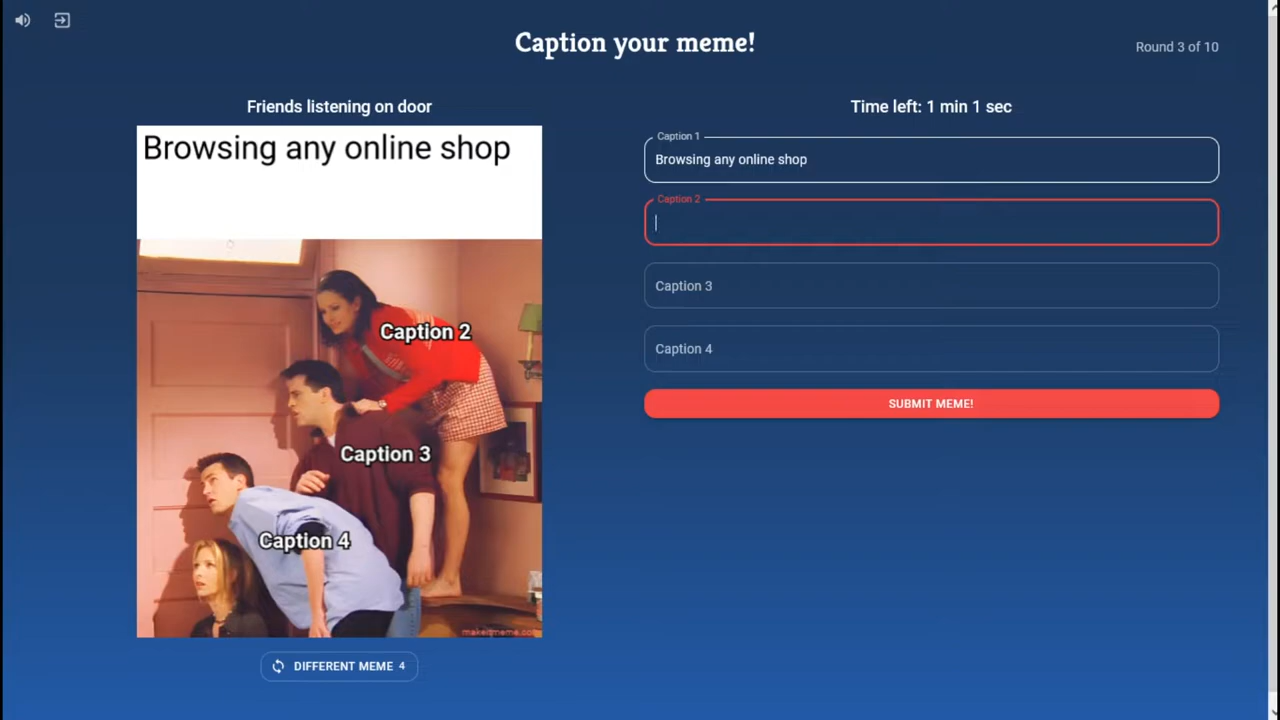 Caption your meme!
Round 3 of 10
Friends listening on door
Browsing any online shop
Caption 2
Caption 3
Caption 4
makeitmeme.com
DIFFERENT MEME 4
Time left: 1 min 1 sec
Caption 1
Browsing any online shop
Caption 2
Caption 3
Caption 4
SUBMIT MEME!